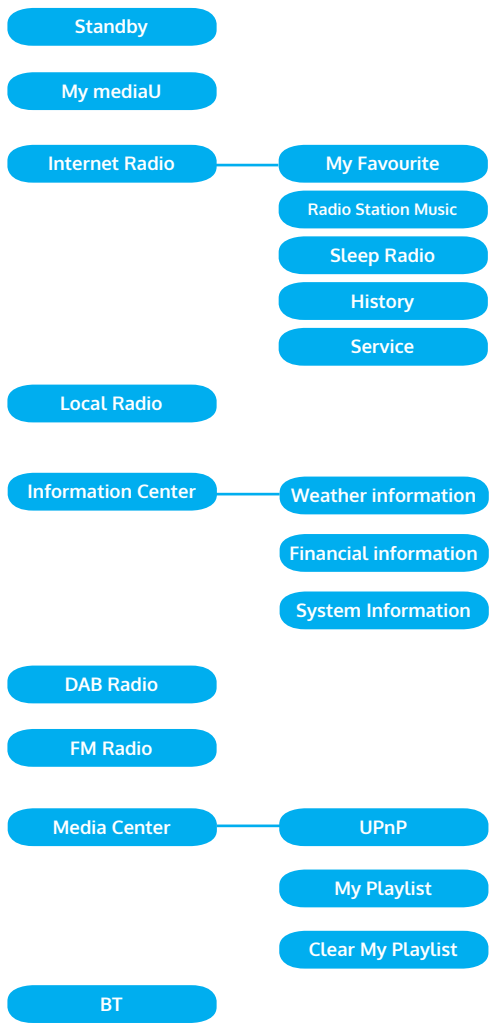 Standby
My mediaU
Internet Radio
My Favourite
Radio Station Music
Sleep Radio
History
Service
Local Radio
Information Center
Weather information
Financial information
System Information
DAB Radio
FM Radio
Media Center
UPnP
My Playlist
Clear My Playlist
BT